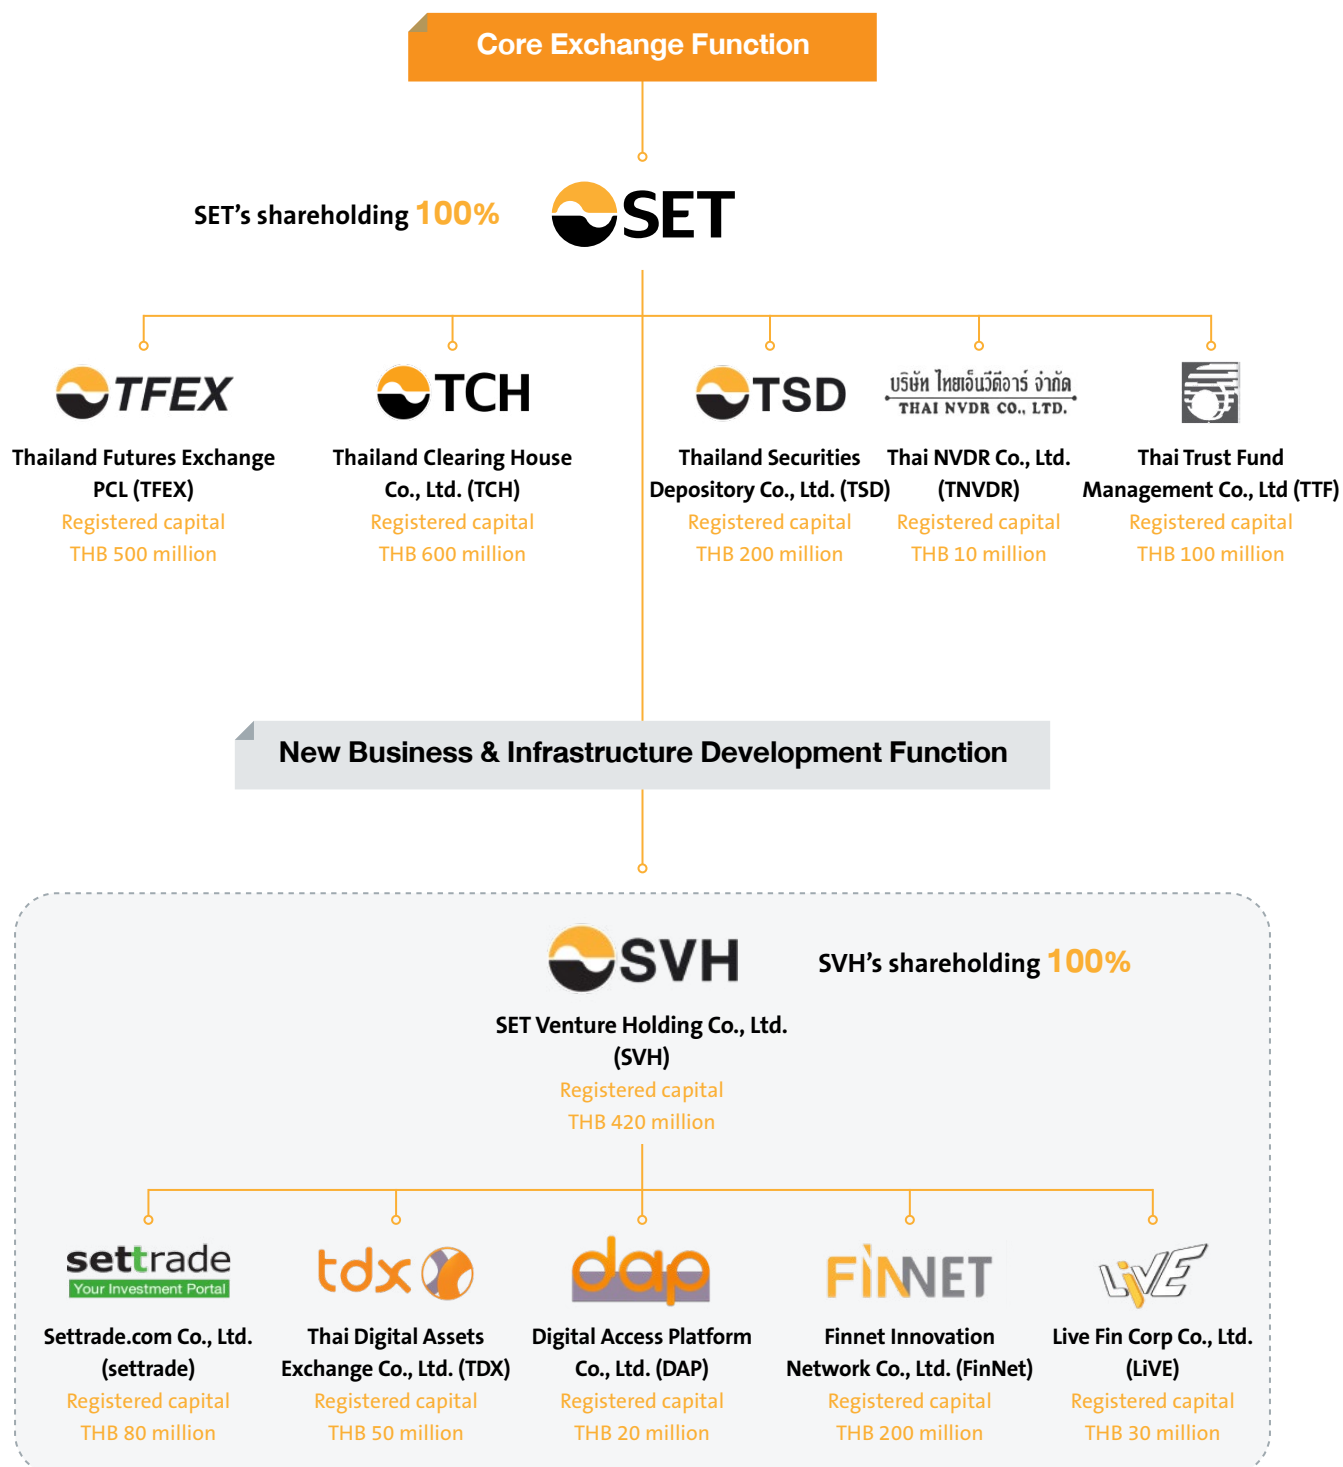 Core Exchange Function
SET's shareholding 100%
SET
TFEX
Thailand Futures Exchange
PCL (TFEX)
Registered capital
THB 500 million
TCH
Thailand Clearing House
Co., Ltd. (TCH)
Registered capital
THB 600 million
TSD
Thailand Securities
Depository Co., Ltd. (TSD)
Registered capital
THB 200 million
บริษัท ไทยเอ็นวีดีอาร์ จำกัด
THAI NVDR CO., LTD.
Thai NVDR Co., Ltd.
(TNVDR)
Registered capital
THB 10 million
Thai Trust Fund
Management Co., Ltd (TTF)
Registered capital
THB 100 million
New Business & Infrastructure Development Function
SVH
SVH's shareholding 100%
SET Venture Holding Co., Ltd.
(SVH)
Registered capital
THB 420 million
settrade
Your Investment Portal
Settrade.com Co., Ltd.
(settrade)
Registered capital
THB 80 million
tdx
Thai Digital Assets
Exchange Co., Ltd. (TDX)
Registered capital
THB 50 million
dap
Digital Access Platform
Co., Ltd. (DAP)
Registered capital
THB 20 million
FiNNET
Finnet Innovation
Network Co., Ltd. (FinNet)
Registered capital
THB 200 million
LiVE
Live Fin Corp Co., Ltd.
(LiVE)
Registered capital
THB 30 million